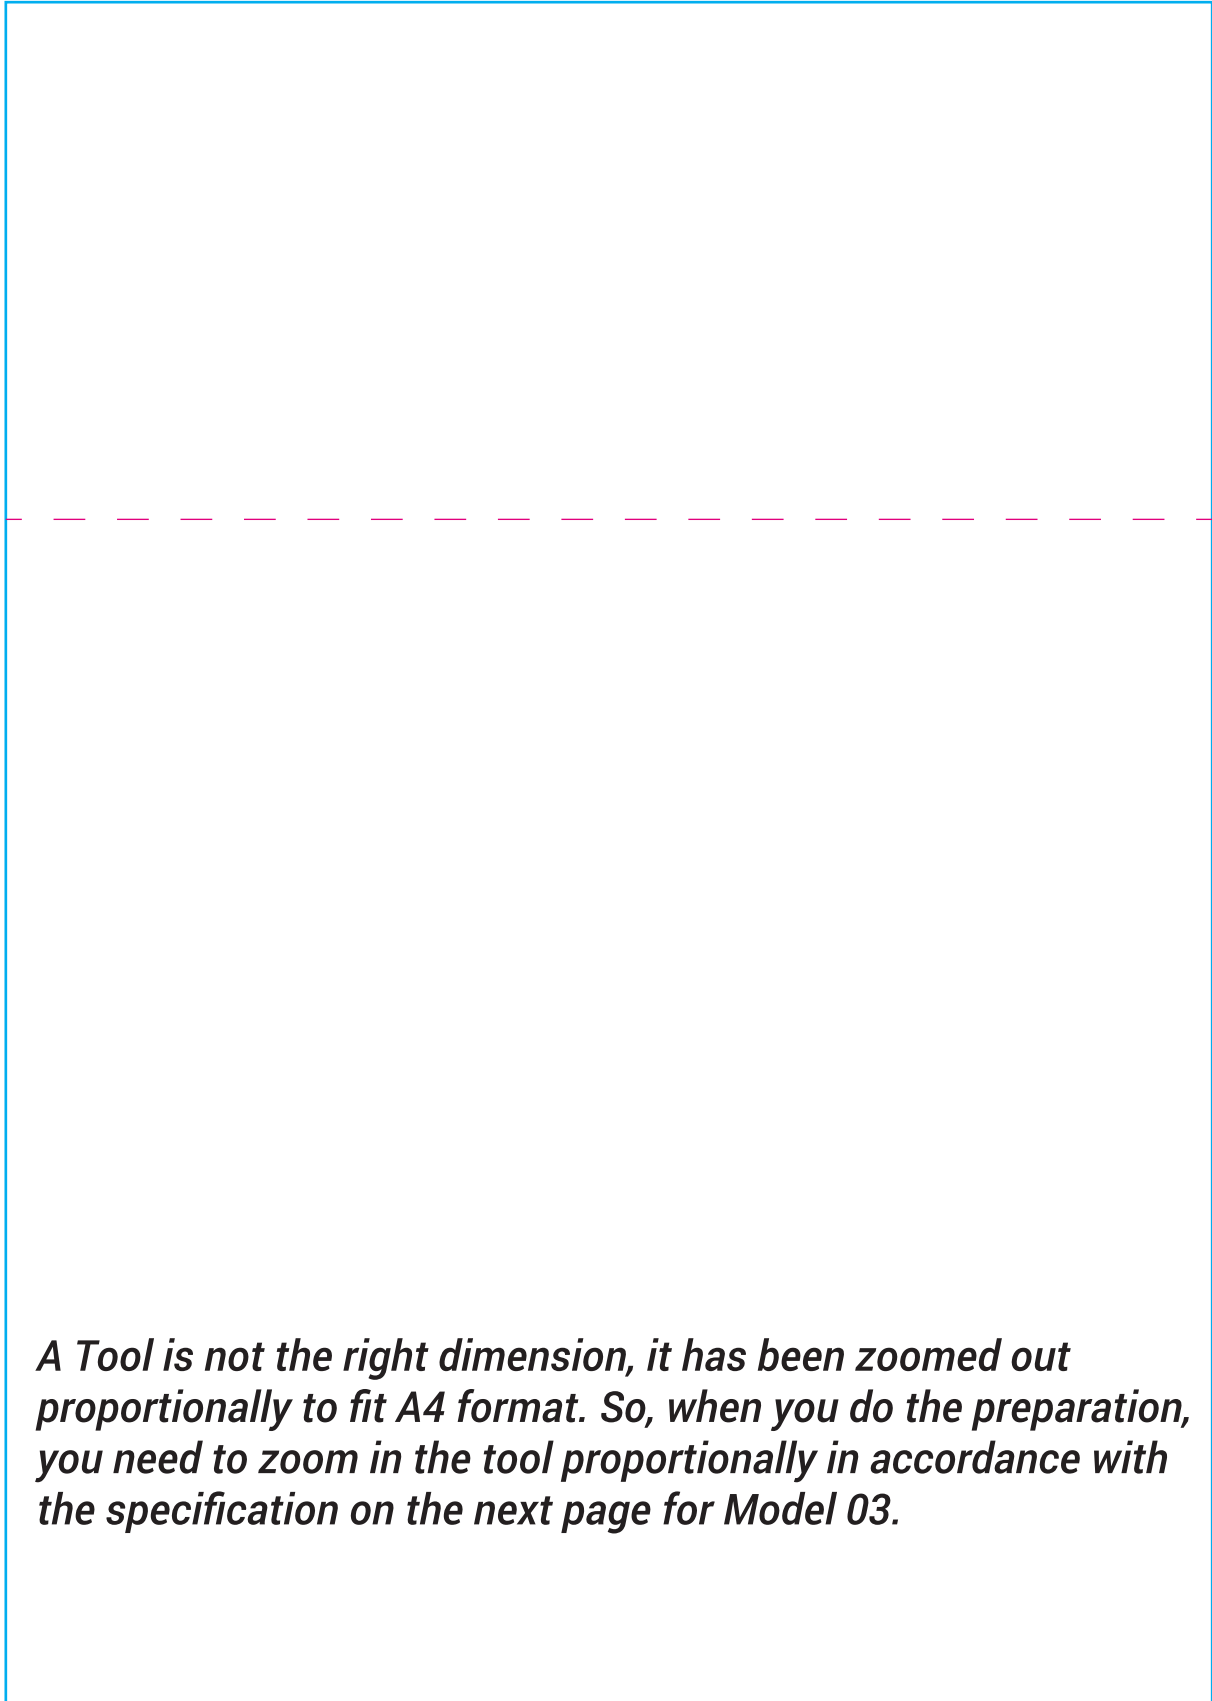 A Tool is not the right dimension, it has been zoomed out
proportionally to fit A4 format. So, when you do the preparation,
you need to zoom in the tool proportionally in accordance with
the specification on the next page for Model 03.